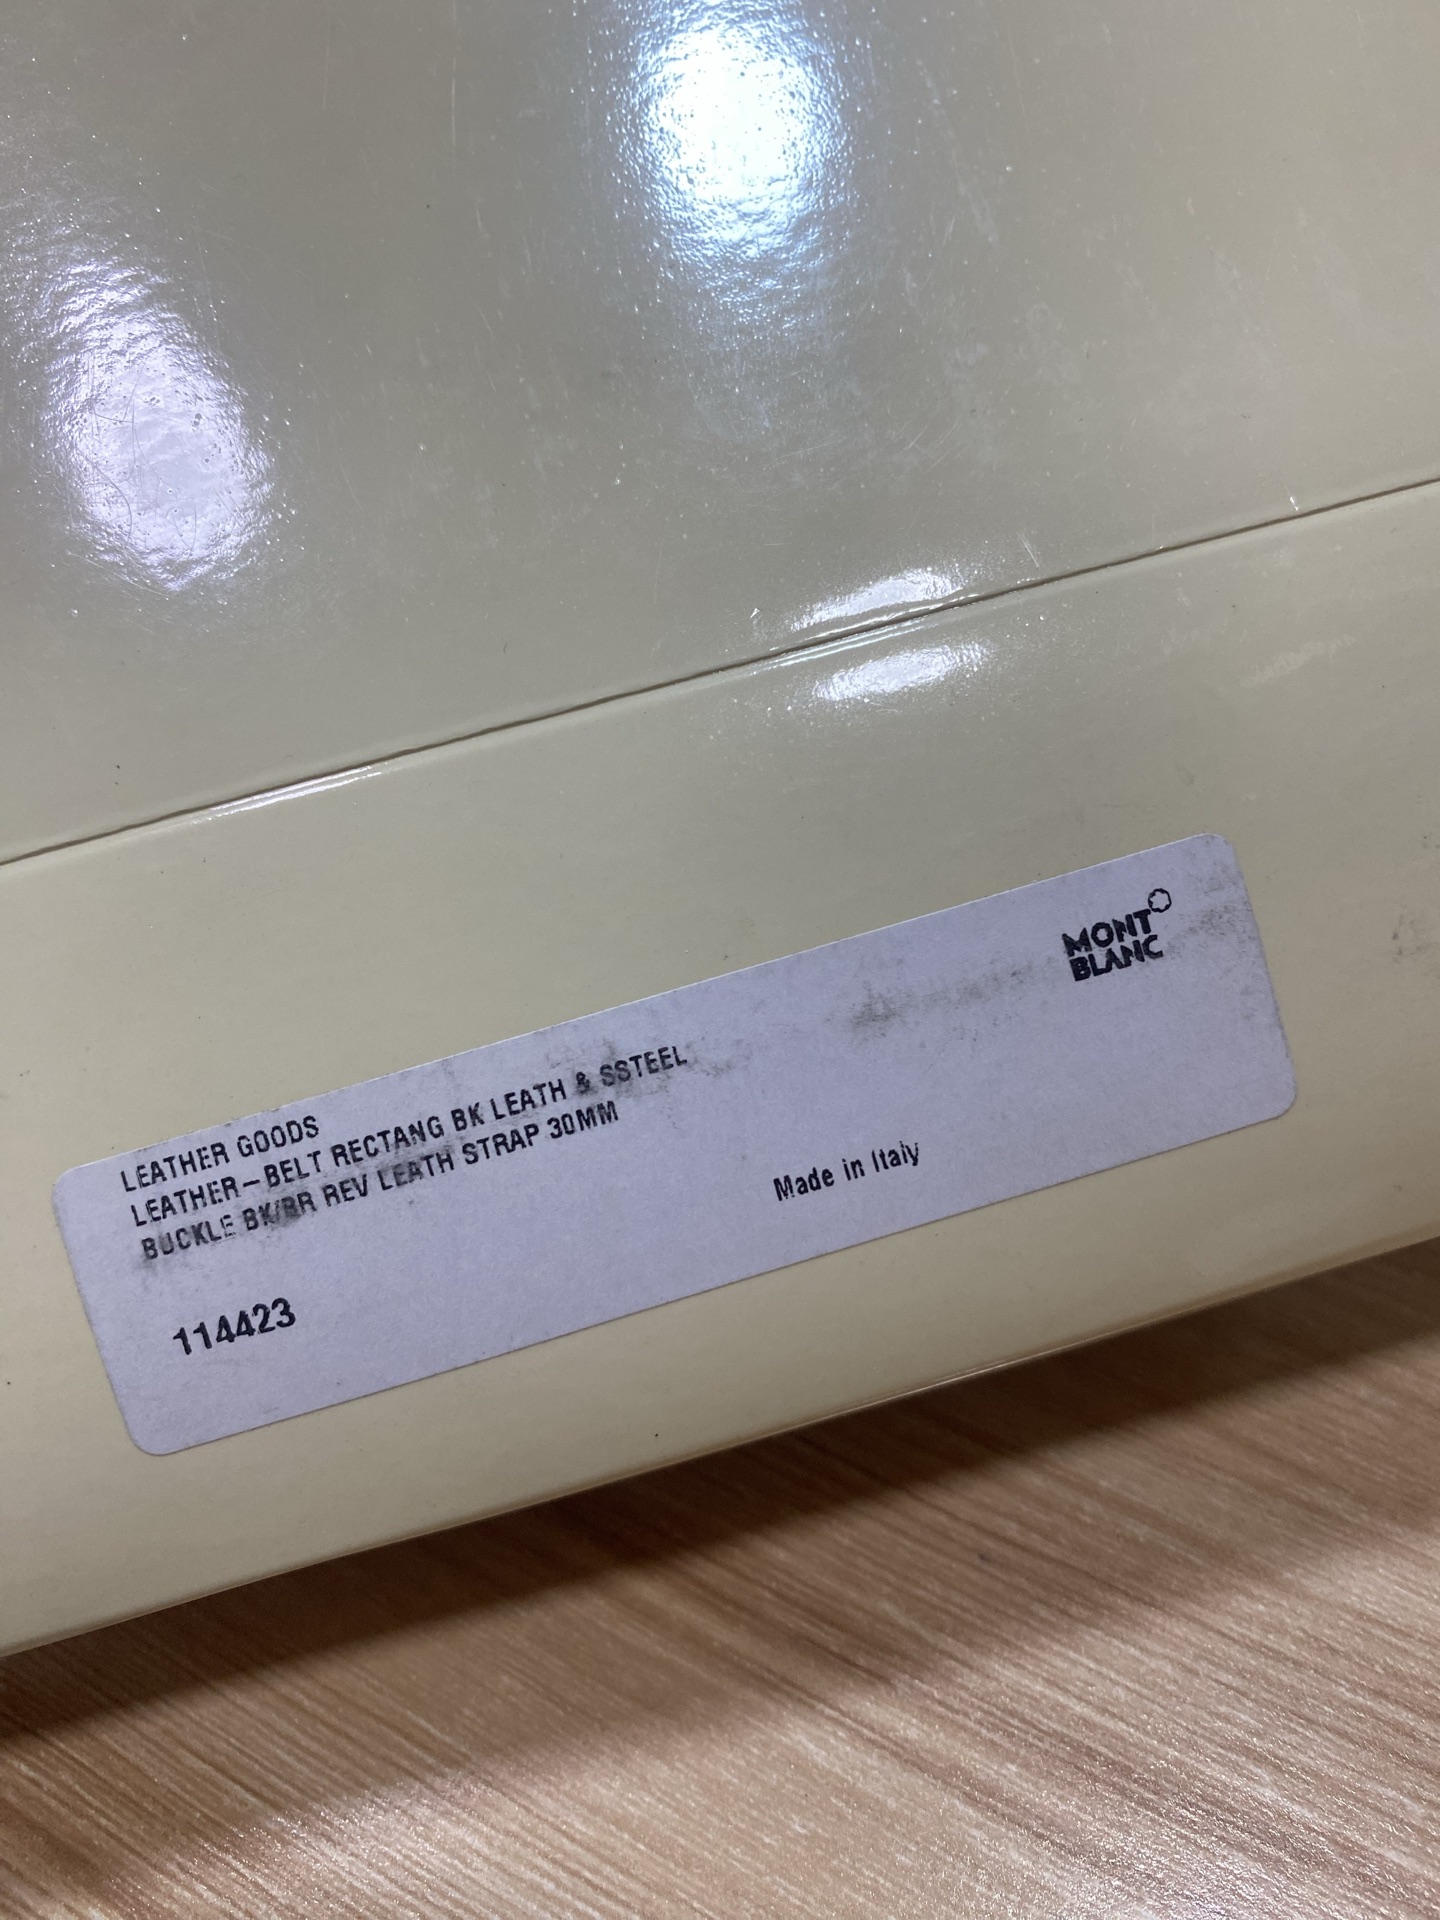 MONT
BLANC
LEATHER GOODS
LEATHER-BELT RECTANG BK LEATH & SSTEEL
BUCKLE BK/BR REV LEATH STRAP 30MM
Made in Italy
114423